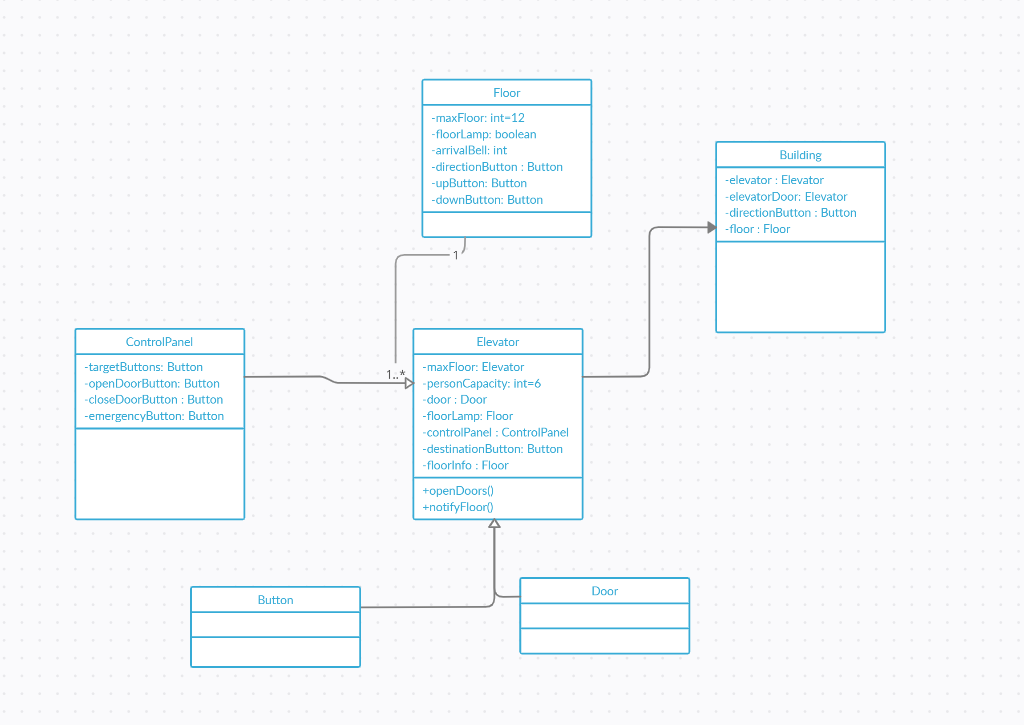 Floor
-maxFloor: int=12
-floorLamp: boolean
-arrivalBell: int
-directionButton : Button
-upButton: Button
-downButton: Button
Building
-elevator : Elevator
-elevatorDoor: Elevator
-directionButton : Button
-floor : Floor
1
1..*
ControlPanel
-targetButtons: Button
-openDoorButton: Button
-closeDoorButton : Button
-emergencyButton: Button
Elevator
-maxFloor: Elevator
-personCapacity: int=6
-door : Door
-floorLamp: Floor
-controlPanel : ControlPanel
-destinationButton: Button
-floorInfo : Floor
+openDoors()
+notifyFloor()
Button
Door